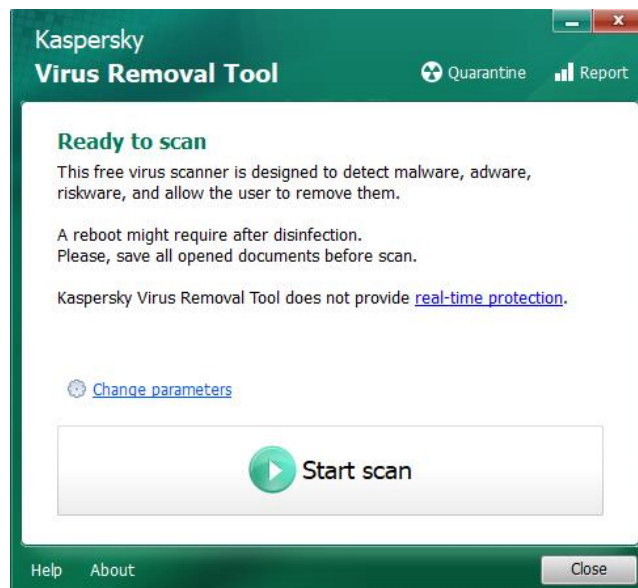 Kaspersky
Virus Removal Tool
Quarantine
Report
Ready to scan
This free virus scanner is designed to detect malware, adware,
riskware, and allow the user to remove them.
A reboot might require after disinfection.
Please, save all opened documents before scan.
Kaspersky Virus Removal Tool does not provide real-time protection.
Change parameters
Start scan
Help
About
Close